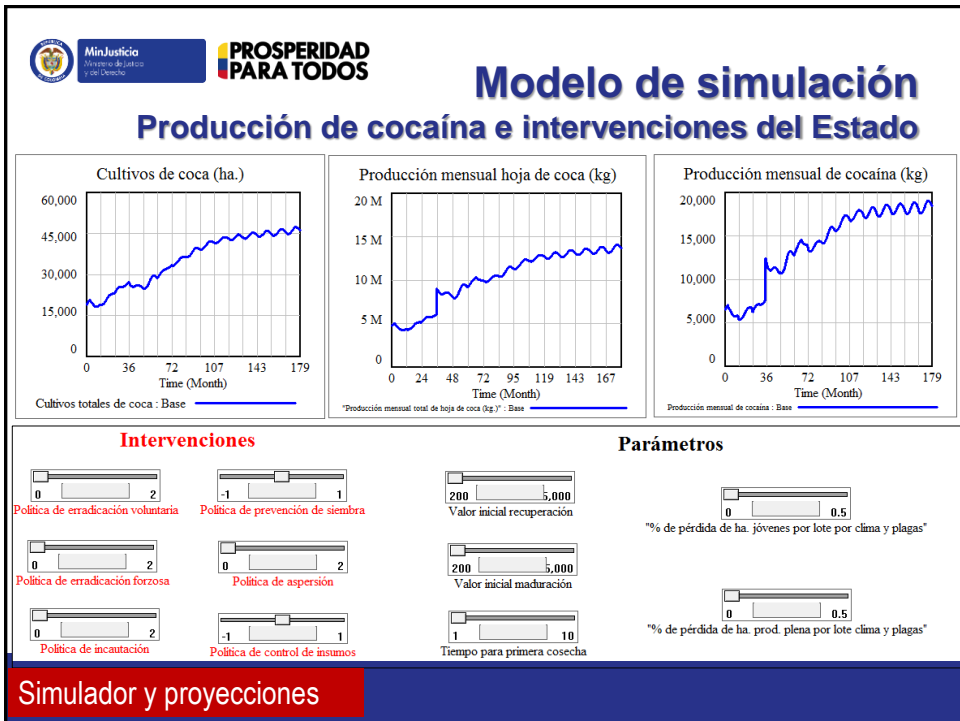 MinJusticia
Ministerio de Justicia
y del Derecho
PROSPERIDAD
PARA TODOS
Modelo de simulación
Producción de cocaína e intervenciones del Estado
Cultivos de coca (ha.)
60,000
45,000
30,000
15,000
0
0 36 72 107 143 179
Time (Month)
Cultivos totales de coca : Base
Producción mensual hoja de coca (kg)
20 M
15 M
10 M
5 M
0
0 24 48 72 95 119 143 167
Time (Month)
"Producción mensual total de hoja de coca (kg.)" : Base
Producción mensual de cocaína (kg)
20,000
15,000
10,000
5,000
0
0 36 72 107 143 179
Time (Month)
Producción mensual de cocaína : Base
Intervenciones
0 2
Política de erradicación voluntaria
-1 1
Política de prevención de siembra
0 2
Política de erradicación forzosa
0 2
Política de aspersión
0 2
Política de incautación
-1 1
Política de control de insumos
Parámetros
200 5,000
Valor inicial recuperación
200 5,000
Valor inicial maduración
1 10
Tiempo para primera cosecha
0 0.5
"% de pérdida de ha. jóvenes por lote por clima y plagas"
0 0.5
"% de pérdida de ha. prod. plena por lote clima y plagas"
Simulador y proyecciones